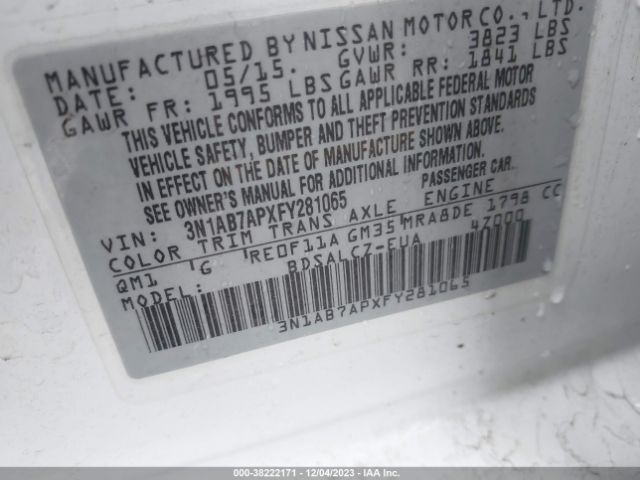 MANUFACTURED BY NISSAN MOTOR CO., LTD.
DATE: 05/15. GVWR: 3823 LBS
GAWR FR: 1995 LBS GAWR RR: 1841 LBS
THIS VEHICLE CONFORMS TO ALL APPLICABLE FEDERAL MOTOR
VEHICLE SAFETY, BUMPER AND THEFT PREVENTION STANDARDS
IN EFFECT ON THE DATE OF MANUFACTURE SHOWN ABOVE.
SEE OWNER'S MANUAL FOR ADDITIONAL INFORMATION.
VIN: 3N1AB7APXFY281065 PASSENGER CAR.
COLOR TRIM TRANS AXLE ENGINE
QM1 'G 'RE0F11A GM35'MRA8DE 1798 CC
BDSALCZ-EUA 4Z000
3N1AB7APXFY281065
000-38222171 - 12/04/2023 - IAA Inc.